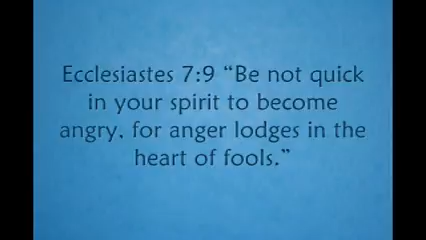 Ecclesiastes 7:9 “Be not quick
in your spirit to become
angry, for anger lodges in the
heart of fools.”